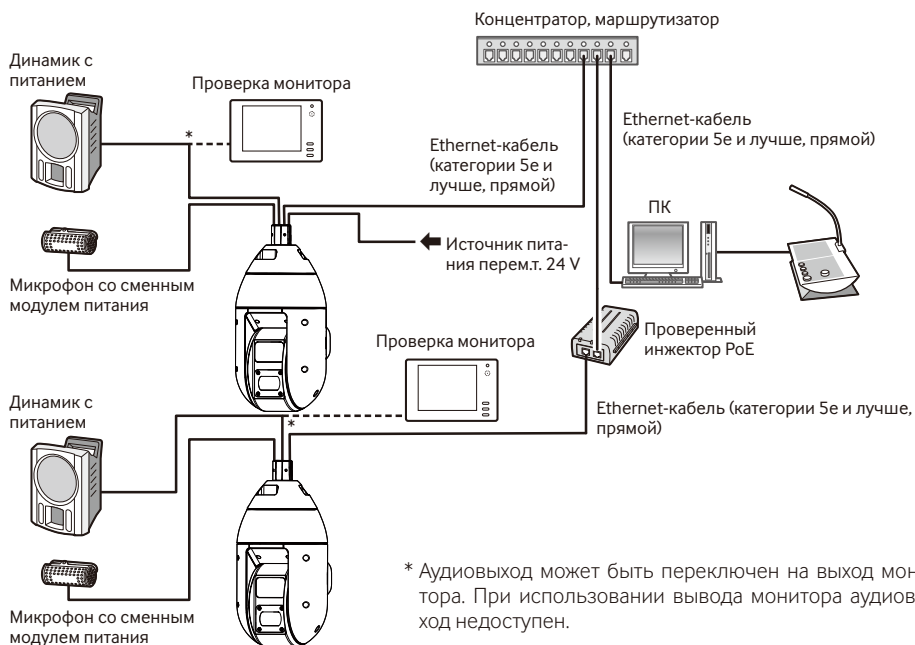 Концентратор, маршрутизатор
Динамик с
питанием
Проверка монитора
*
Ethernet-кабель
(категории 5e и
лучше, прямой)
Ethernet-кабель
(категории 5e и лучше, прямой)
ПК
Источник пита-
ния перем.т. 24 V
Микрофон со сменным
модулем питания
Проверка монитора
Проверенный
инжектор PoE
Динамик с
питанием
*
Ethernet-кабель (категории 5e и лучше,
прямой)
Микрофон со сменным
модулем питания
* Аудиовыход может быть переключен на выход мон
тора. При использовании вывода монитора аудиов
ход недоступен.